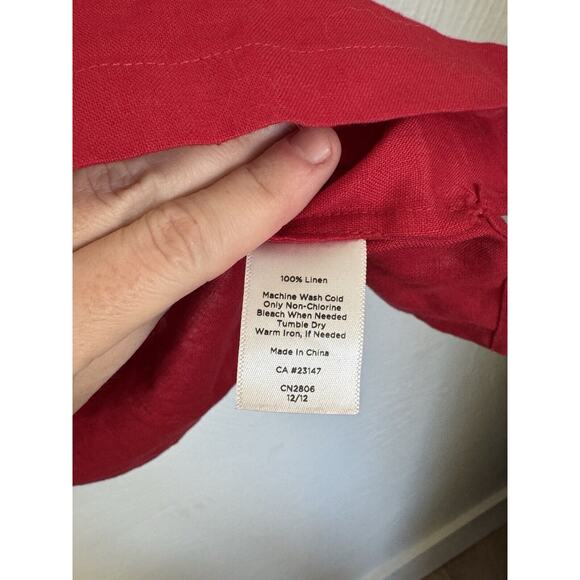 100% Linen
Machine Wash Cold
Only Non-Chlorine
Bleach When Needed
Tumble Dry
Warm Iron, If Needed
Made In China
CA #23147
CN2806
12/12